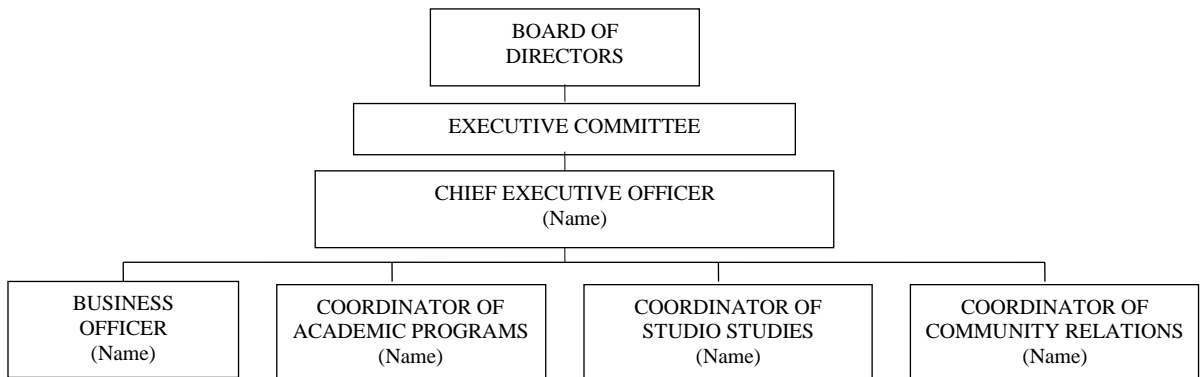 BOARD OF
DIRECTORS
EXECUTIVE COMMITTEE
CHIEF EXECUTIVE OFFICER
(Name)
BUSINESS
OFFICER
(Name)
COORDINATOR OF
ACADEMIC PROGRAMS
(Name)
COORDINATOR OF
STUDIO STUDIES
(Name)
COORDINATOR OF
COMMUNITY RELATIONS
(Name)